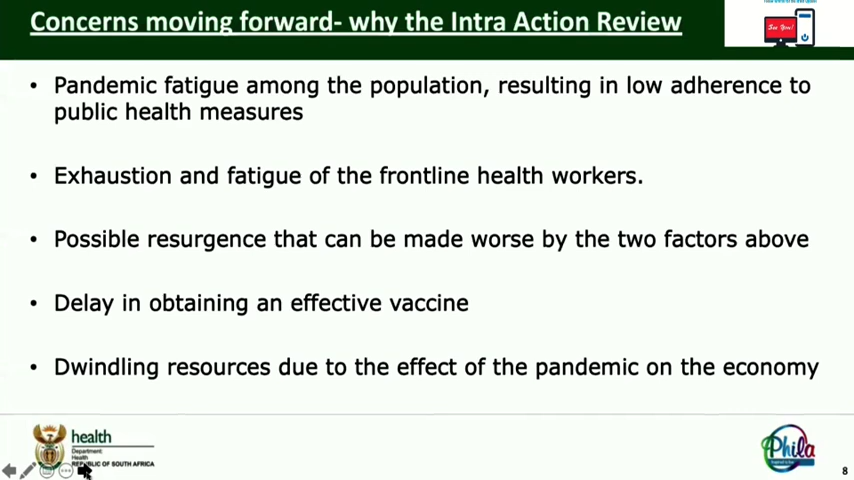 Concerns moving forward- why the Intra Action Review
See You!
• Pandemic fatigue among the population, resulting in low adherence to
public health measures
• Exhaustion and fatigue of the frontline health workers.
• Possible resurgence that can be made worse by the two factors above
• Delay in obtaining an effective vaccine
• Dwindling resources due to the effect of the pandemic on the economy
health
Department:
Health
REPUBLIC OF SOUTH AFRICA
Phila
8